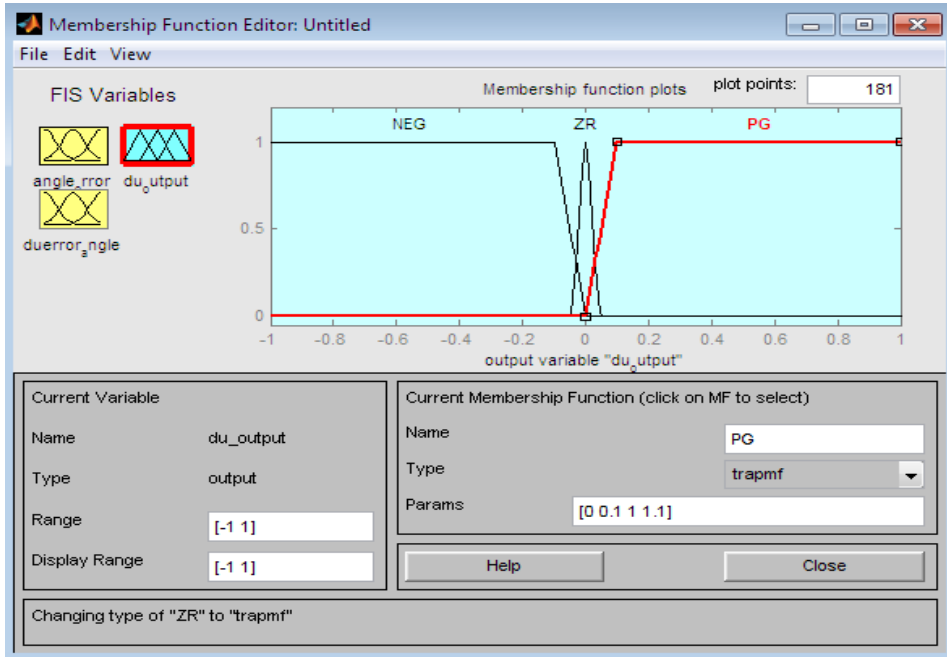 Membership Function Editor: Untitled
File Edit View
FIS Variables
Membership function plots
plot points:
181
NEG ZR PG
1
0.5
0
-1 -0.8 -0.6 -0.4 -0.2 0 0.2 0.4 0.6 0.8 1
output variable "du_output"
angle_rror
du_output
duerror_angle
Current Variable
Name du_output
Type output
Range [-1 1]
Display Range [-1 1]
Current Membership Function (click on MF to select)
Name PG
Type trapmf
Params [0 0.1 1 1.1]
Help Close
Changing type of "ZR" to "trapmf"